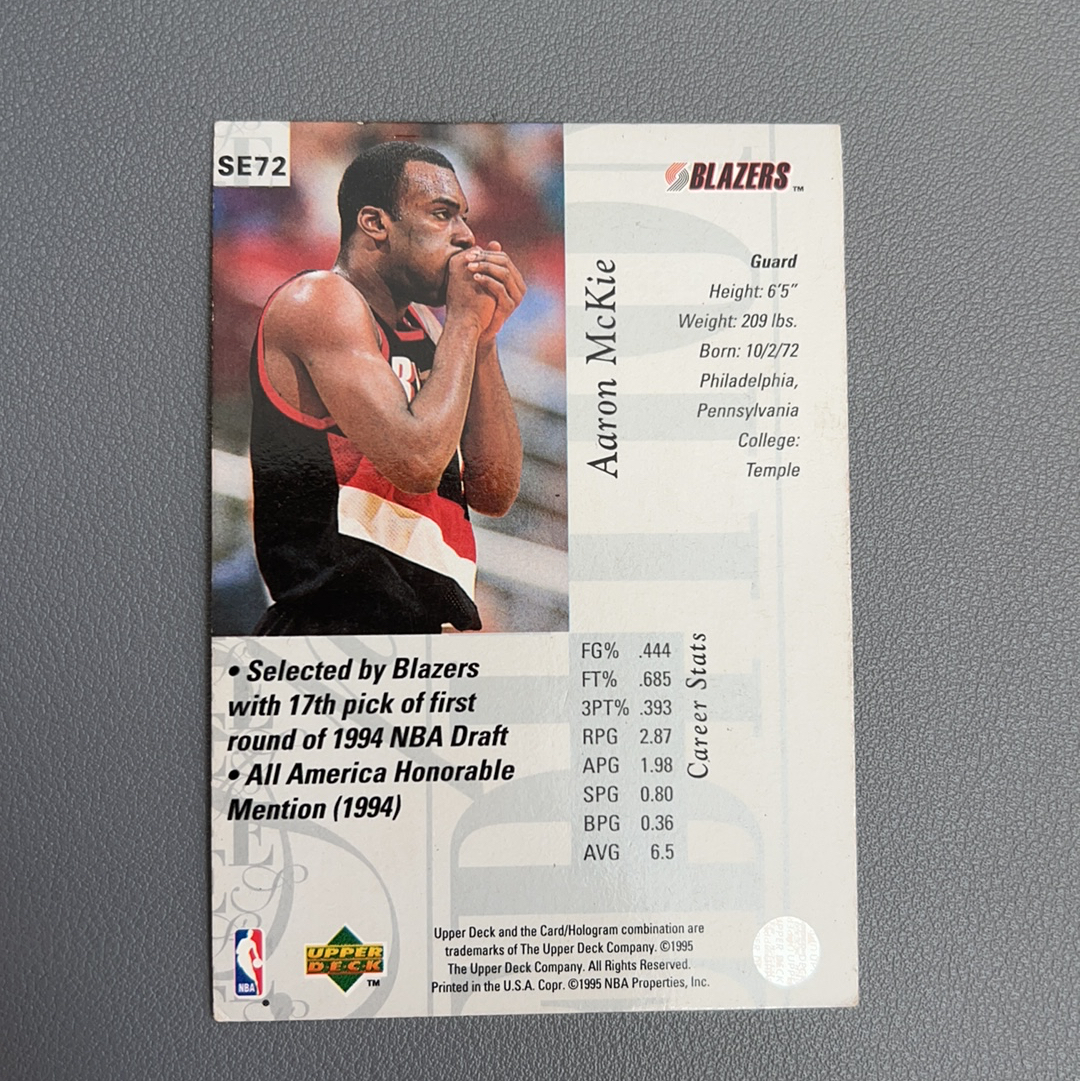 SE72
BLAZERS™
Aaron McKie
Guard
Height: 6'5"
Weight: 209 lbs.
Born: 10/2/72
Philadelphia,
Pennsylvania
College:
Temple
• Selected by Blazers
with 17th pick of first
round of 1994 NBA Draft
• All America Honorable
Mention (1994)
Career Stats
FG% .444
FT% .685
3PT% .393
RPG 2.87
APG 1.98
SPG 0.80
BPG 0.36
AVG 6.5
NBA
UPPER
DECK™
Upper Deck and the Card/Hologram combination are
trademarks of The Upper Deck Company. ©1995
The Upper Deck Company. All Rights Reserved.
Printed in the U.S.A. Copr. ©1995 NBA Properties, Inc.